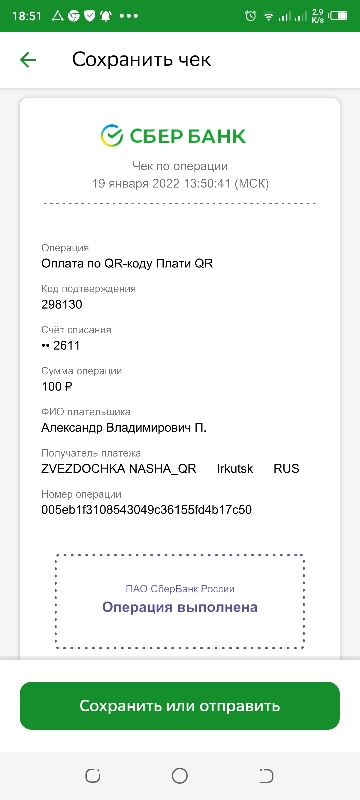 18:51
2.9 K/s
Сохранить чек
СБЕР БАНК
Чек по операции
19 января 2022 13:50:41 (МСК)
Операция
Оплата по QR-коду Плати QR
Код подтверждения
298130
Счёт списания
•• 2611
Сумма операции
100 ₽
ФИО плательщика
Александр Владимирович П.
Получатель платежа
ZVEZDOCHKA NASHA_QR Irkutsk RUS
Номер операции
005eb1f3108543049c36155fd4b17c50
ПАО СберБанк России
Операция выполнена
Сохранить или отправить